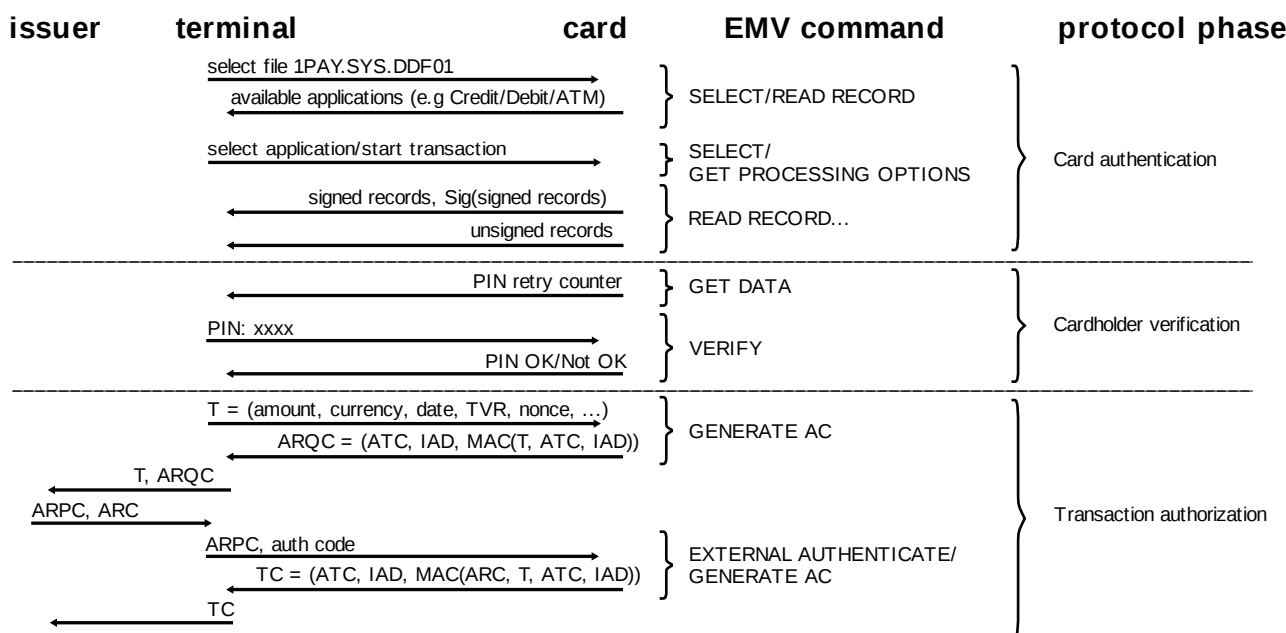 issuer terminal card EMV command protocol phase
select file 1PAY.SYS.DDF01
available applications (e.g Credit/Debit/ATM)
SELECT/READ RECORD
select application/start transaction
SELECT/
GET PROCESSING OPTIONS
Card authentication
signed records, Sig(signed records)
unsigned records
READ RECORD...
PIN retry counter
GET DATA
PIN: xxxx
PIN OK/Not OK
VERIFY
Cardholder verification
T = (amount, currency, date, TVR, nonce, ...)
ARQC = (ATC, IAD, MAC(T, ATC, IAD))
GENERATE AC
T, ARQC
ARPC, ARC
Transaction authorization
ARPC, auth code
TC = (ATC, IAD, MAC(ARC, T, ATC, IAD))
EXTERNAL AUTHENTICATE/
GENERATE AC
TC